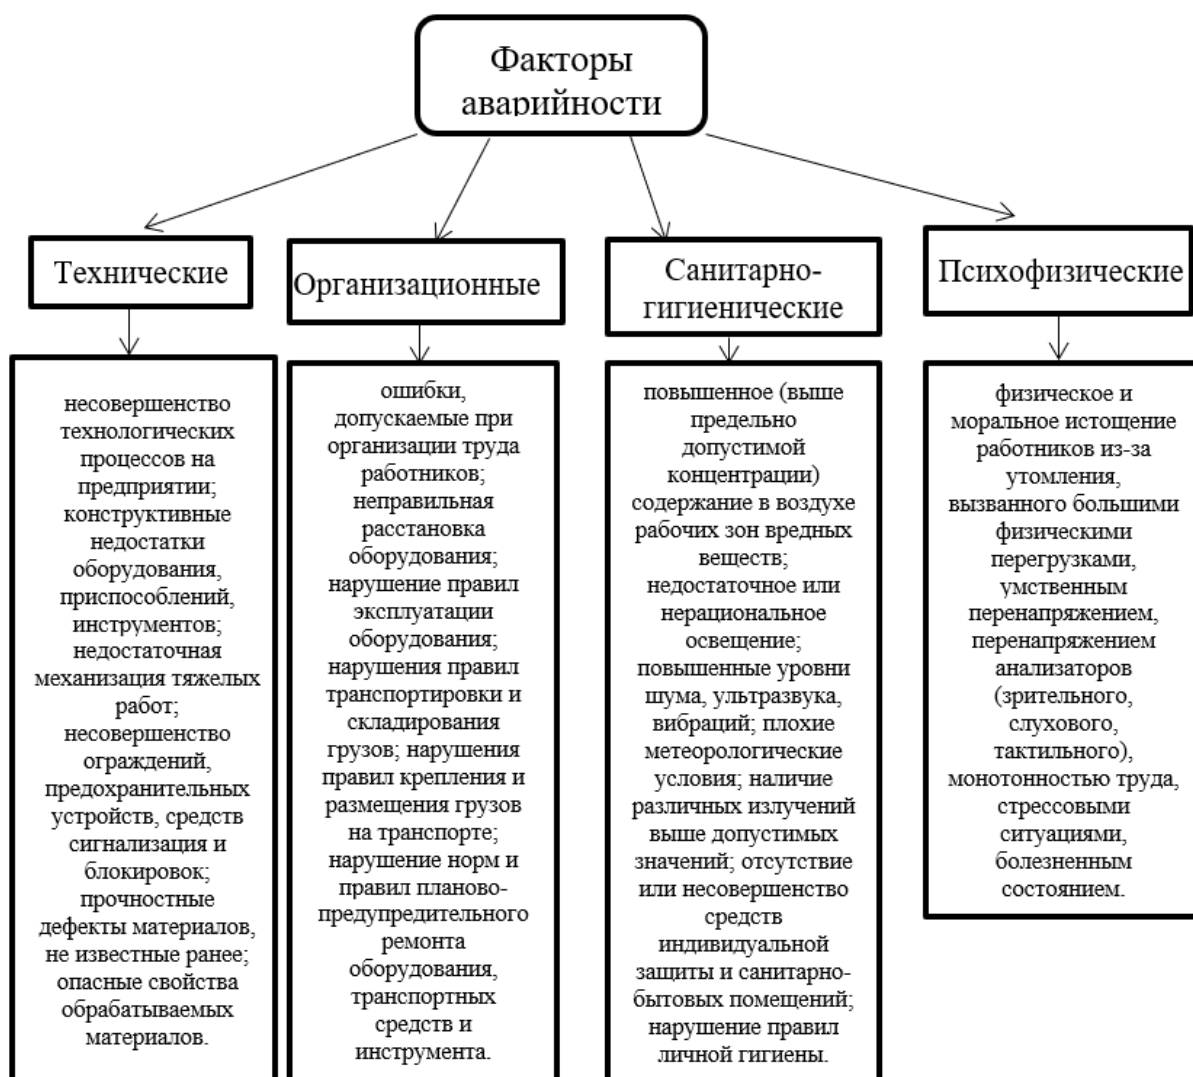 Факторы
аварийности
Технические
Организационные
Санитарно-
гигиенические
Психофизические
несовершенство
технологических
процессов на
предприятии;
конструктивные
недостатки
оборудования,
приспособлений,
инструментов;
недостаточная
механизация тяжелых
работ;
несовершенство
ограждений,
предохранительных
устройств, средств
сигнализация и
блокировок;
прочностные
дефекты материалов,
не известные ранее;
опасные свойства
обрабатываемых
материалов.
ошибки,
допускаемые при
организации труда
работников;
неправильная
расстановка
оборудования;
нарушение правил
эксплуатации
оборудования;
нарушения правил
транспортировки и
складирования
грузов; нарушения
правил крепления и
размещения грузов
на транспорте;
нарушение норм и
правил планово-
предупредительного
ремонта
оборудования,
транспортных
средств и
инструмента.
повышенное (выше
предельно
допустимой
концентрации)
содержание в воздухе
рабочих зон вредных
веществ;
недостаточное или
нерациональное
освещение;
повышенные уровни
шума, ультразвука,
вибраций; плохие
метеорологические
условия; наличие
различных излучений
выше допустимых
значений; отсутствие
или несовершенство
средств
индивидуальной
защиты и санитарно-
бытовых помещений;
нарушение правил
личной гигиены.
физическое и
моральное истощение
работников из-за
утомления,
вызванного большими
физическими
перегрузками,
умственным
перенапряжением,
перенапряжением
анализаторов
(зрительного,
слухового,
тактильного),
монотонностью труда,
стрессовыми
ситуациями,
болезненным
состоянием.